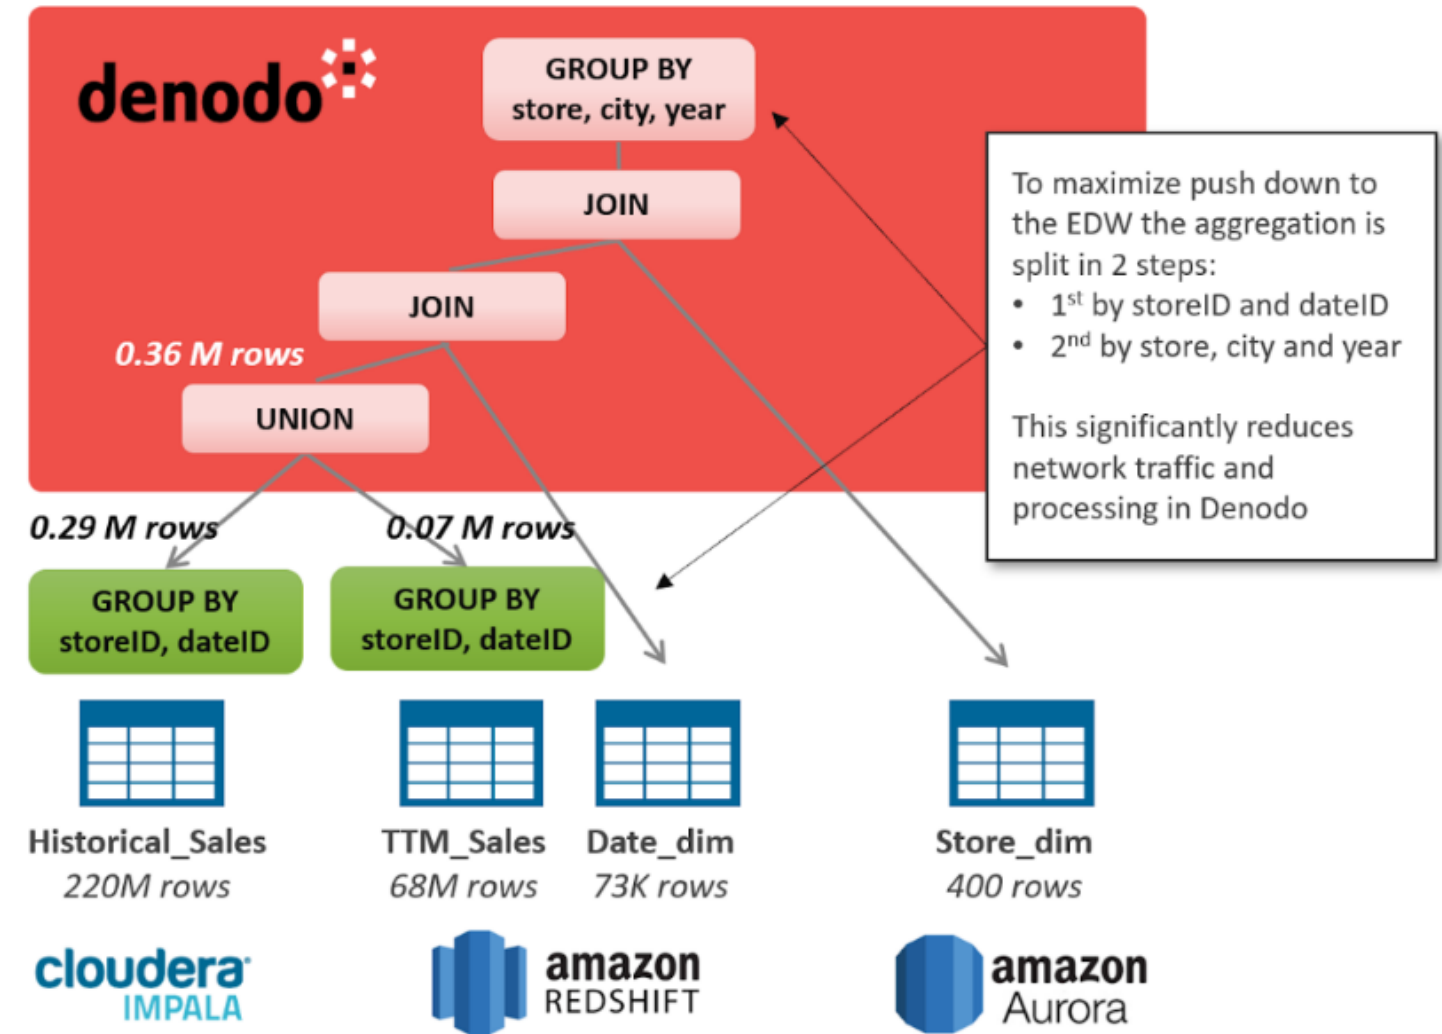 denodo
GROUP BY
store, city, year
JOIN
JOIN
0.36 M rows
UNION
To maximize push down to
the EDW the aggregation is
split in 2 steps:
• 1st by storeID and dateID
• 2nd by store, city and year
This significantly reduces
network traffic and
processing in Denodo
0.29 M rows
0.07 M rows
GROUP BY
storeID, dateID
GROUP BY
storeID, dateID
Historical_Sales
220M rows
TTM_Sales
68M rows
Date_dim
73K rows
Store_dim
400 rows
cloudera
IMPALA
amazon
REDSHIFT
amazon
Aurora